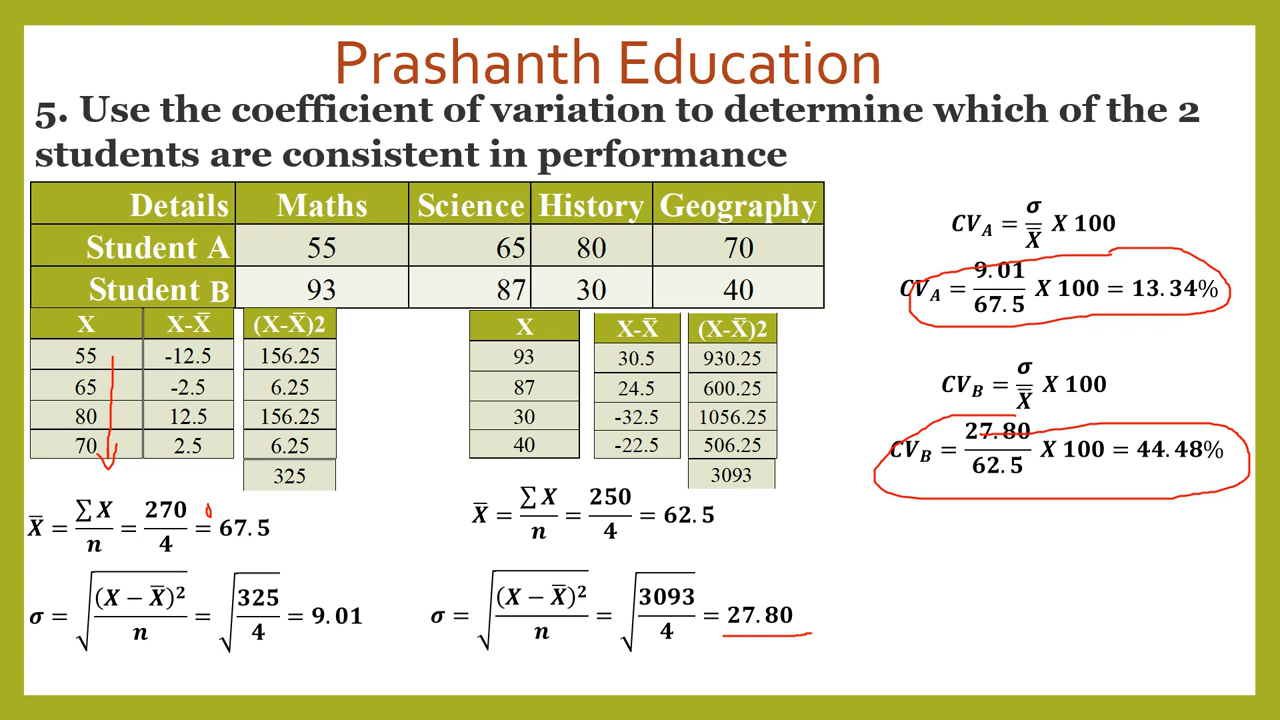 Prashanth Education
5. Use the coefficient of variation to determine which of the 2
students are consistent in performance
Details Maths Science History Geography
Student A 55 65 80 70
Student B 93 87 30 40
X X-X̅ (X-X̅)2
55 -12.5 156.25
65 -2.5 6.25
80 12.5 156.25
70 2.5 6.25
325
X X-X̅ (X-X̅)2
93 30.5 930.25
87 24.5 600.25
30 -32.5 1056.25
40 -22.5 506.25
3093
X̅ = ∑X/n = 270/4 = 67.5
σ = √((X − X̅)²/n) = √(325/4) = 9.01
X̅ = ∑X/n = 250/4 = 62.5
σ = √((X − X̅)²/n) = √(3093/4) = 27.80
CV_A = σ/X̅ X 100
CV_A = 9.01/67.5 X 100 = 13.34%
CV_B = σ/X̅ X 100
CV_B = 27.80/62.5 X 100 = 44.48%